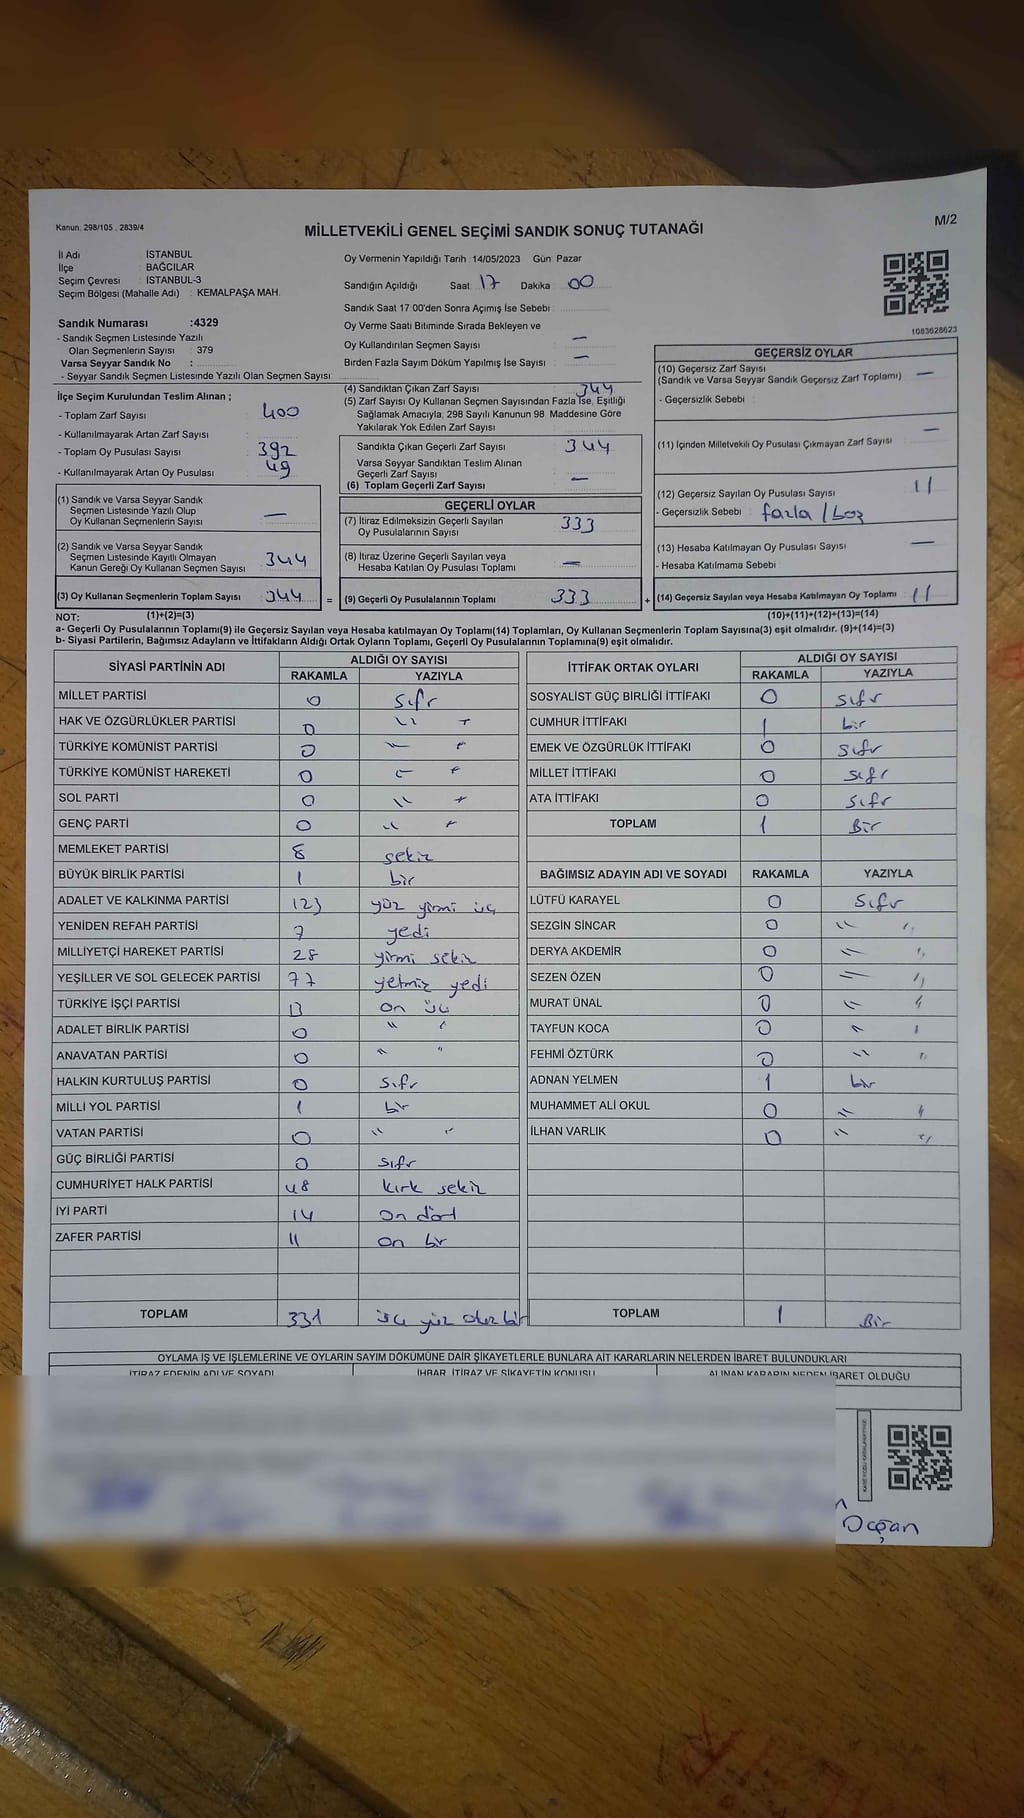 Kanun: 298/105 , 2839/4
MİLLETVEKİLİ GENEL SEÇİMİ SANDIK SONUÇ TUTANAĞI
M/2
İl Adı : İSTANBUL
İlçe : BAĞCILAR
Seçim Çevresi : İSTANBUL-3
Seçim Bölgesi (Mahalle Adı) : KEMALPAŞA MAH.
Sandık Numarası :4329
- Sandık Seçmen Listesinde Yazılı
Olan Seçmenlerin Sayısı : 379
Varsa Seyyar Sandık No :
- Seyyar Sandık Seçmen Listesinde Yazılı Olan Seçmen Sayısı:
Oy Vermenin Yapıldığı Tarih :14/05/2023 Gün: Pazar
Sandığın Açıldığı Saat: 17 Dakika : 00
Sandık Saat 17:00'den Sonra Açımış İse Sebebi :
Oy Verme Saati Bitiminde Sırada Bekleyen ve
Oy Kullandırılan Seçmen Sayısı : —
Birden Fazla Sayım Döküm Yapılmış İse Sayısı : —
1083628623
İlçe Seçim Kurulundan Teslim Alınan ;
- Toplam Zarf Sayısı : 400
- Kullanılmayarak Artan Zarf Sayısı :
- Toplam Oy Pusulası Sayısı : 392
- Kullanılmayarak Artan Oy Pusulası : 49
(1) Sandık ve Varsa Seyyar Sandık
Seçmen Listesinde Yazılı Olup
Oy Kullanan Seçmenlerin Sayısı : —
(2) Sandık ve Varsa Seyyar Sandık
Seçmen Listesinde Kayıtlı Olmayan
Kanun Gereği Oy Kullanan Seçmen Sayısı : 344
(3) Oy Kullanan Seçmenlerin Toplam Sayısı : 344 =
(4) Sandıktan Çıkan Zarf Sayısı : 344
(5) Zarf Sayısı Oy Kullanan Seçmen Sayısından Fazla İse, Eşitliği
Sağlamak Amacıyla; 298 Sayılı Kanunun 98. Maddesine Göre
Yakılarak Yok Edilen Zarf Sayısı :
Sandıkta Çıkan Geçerli Zarf Sayısı : 344
Varsa Seyyar Sandıktan Teslim Alınan
Geçerli Zarf Sayısı :
(6) Toplam Geçerli Zarf Sayısı : —
GEÇERLİ OYLAR
(7) İtiraz Edilmeksizin Geçerli Sayılan
Oy Pusulalarının Sayısı : 333
(8) İtiraz Üzerine Geçerli Sayılan veya
Hesaba Katılan Oy Pusulası Toplamı : —
(9) Geçerli Oy Pusulalarının Toplamı : 333 +
GEÇERSİZ OYLAR
(10) Geçersiz Zarf Sayısı
(Sandık ve Varsa Seyyar Sandık Geçersiz Zarf Toplamı) : —
- Geçersizlik Sebebi :
(11) İçinden Milletvekili Oy Pusulası Çıkmayan Zarf Sayısı : —
(12) Geçersiz Sayılan Oy Pusulası Sayısı : 11
- Geçersizlik Sebebi : fazla / boz
(13) Hesaba Katılmayan Oy Pusulası Sayısı : —
- Hesaba Katılmama Sebebi :
(14) Geçersiz Sayılan veya Hesaba Katılmayan Oy Toplamı : 11
NOT: (1)+(2)=(3) (10)+(11)+(12)+(13)=(14)
a- Geçerli Oy Pusulalarının Toplamı(9) ile Geçersiz Sayılan veya Hesaba katılmayan Oy Toplamı(14) Toplamları, Oy Kullanan Seçmenlerin Toplam Sayısına(3) eşit olmalıdır. (9)+(14)=(3)
b- Siyasi Partilerin, Bağımsız Adayların ve İttifakların Aldığı Ortak Oyların Toplamı, Geçerli Oy Pusulalarının Toplamına(9) eşit olmalıdır.
SİYASİ PARTİNİN ADI ALDIĞI OY SAYISI
RAKAMLA YAZIYLA
MİLLET PARTİSİ 0 sıfır
HAK VE ÖZGÜRLÜKLER PARTİSİ 0 "
TÜRKİYE KOMÜNİST PARTİSİ 0 "
TÜRKİYE KOMÜNİST HAREKETİ 0 "
SOL PARTİ 0 "
GENÇ PARTİ 0 "
MEMLEKET PARTİSİ 8 sekiz
BÜYÜK BİRLİK PARTİSİ 1 bir
ADALET VE KALKINMA PARTİSİ 123 yüz yirmi üç
YENİDEN REFAH PARTİSİ 7 yedi
MİLLİYETÇİ HAREKET PARTİSİ 28 yirmi sekiz
YEŞİLLER VE SOL GELECEK PARTİSİ 77 yetmiz yedi
TÜRKİYE İŞÇİ PARTİSİ 13 on üç
ADALET BİRLİK PARTİSİ 0 " "
ANAVATAN PARTİSİ 0 " "
HALKIN KURTULUŞ PARTİSİ 0 sıfır
MİLLİ YOL PARTİSİ 1 bir
VATAN PARTİSİ 0 " "
GÜÇ BİRLİĞİ PARTİSİ 0 sıfır
CUMHURİYET HALK PARTİSİ 48 kırk sekiz
İYİ PARTİ 14 on dört
ZAFER PARTİSİ 11 on bir
TOPLAM 331 üç yüz otuz bir
İTTİFAK ORTAK OYLARI ALDIĞI OY SAYISI
RAKAMLA YAZIYLA
SOSYALİST GÜÇ BİRLİĞİ İTTİFAKI 0 sıfır
CUMHUR İTTİFAKI 1 bir
EMEK VE ÖZGÜRLÜK İTTİFAKI 0 sıfır
MİLLET İTTİFAKI 0 sıfır
ATA İTTİFAKI 0 sıfır
TOPLAM 1 Bir
BAĞIMSIZ ADAYIN ADI VE SOYADI RAKAMLA YAZIYLA
LÜTFÜ KARAYEL 0 sıfır
SEZGİN SİNCAR 0 " "
DERYA AKDEMİR 0 " "
SEZEN ÖZEN 0 " "
MURAT ÜNAL 0 " "
TAYFUN KOCA 0 " "
FEHMİ ÖZTÜRK 0 " "
ADNAN YELMEN 1 bir
MUHAMMET ALİ OKUL 0 " "
İLHAN VARLIK 0 " "
TOPLAM 1 Bir
OYLAMA İŞ VE İŞLEMLERİNE VE OYLARIN SAYIM DÖKÜMÜNE DAİR ŞİKAYETLERLE BUNLARA AİT KARARLARIN NELERDEN İBARET BULUNDUKLARI
İTİRAZ EDENİN ADI VE SOYADI İHBAR, İTİRAZ VE ŞİKAYETİN KONUSU ALINAN KARARIN NEDEN İBARET OLDUĞU
Doğan